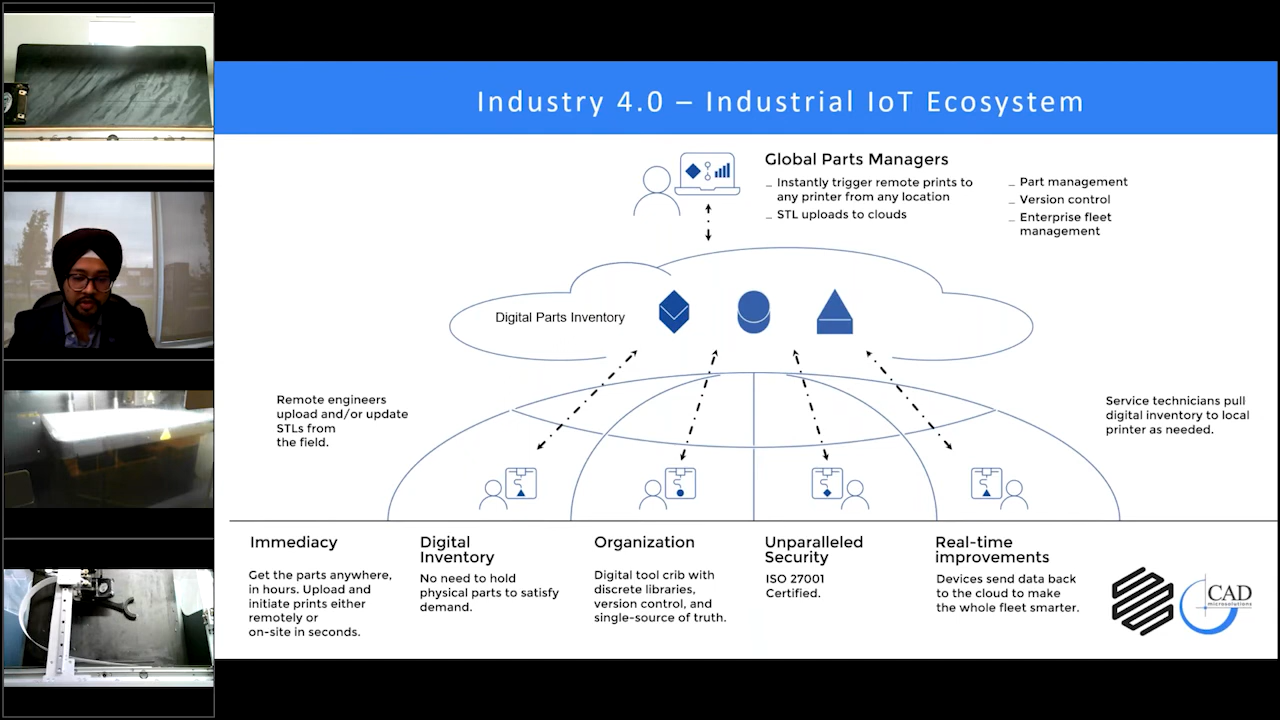 Industry 4.0 – Industrial IoT Ecosystem
Global Parts Managers
_ Instantly trigger remote prints to
any printer from any location
_ STL uploads to clouds
_ Part management
_ Version control
_ Enterprise fleet
management
Digital Parts Inventory
Remote engineers
upload and/or update
STLs from
the field.
Service technicians pull
digital inventory to local
printer as needed.
Immediacy
Get the parts anywhere,
in hours. Upload and
initiate prints either
remotely or
on-site in seconds.
Digital
Inventory
No need to hold
physical parts to satisfy
demand.
Organization
Digital tool crib with
discrete libraries,
version control, and
single-source of truth.
Unparalleled
Security
ISO 27001
Certified.
Real-time
improvements
Devices send data back
to the cloud to make
the whole fleet smarter.
CAD
microsolutions